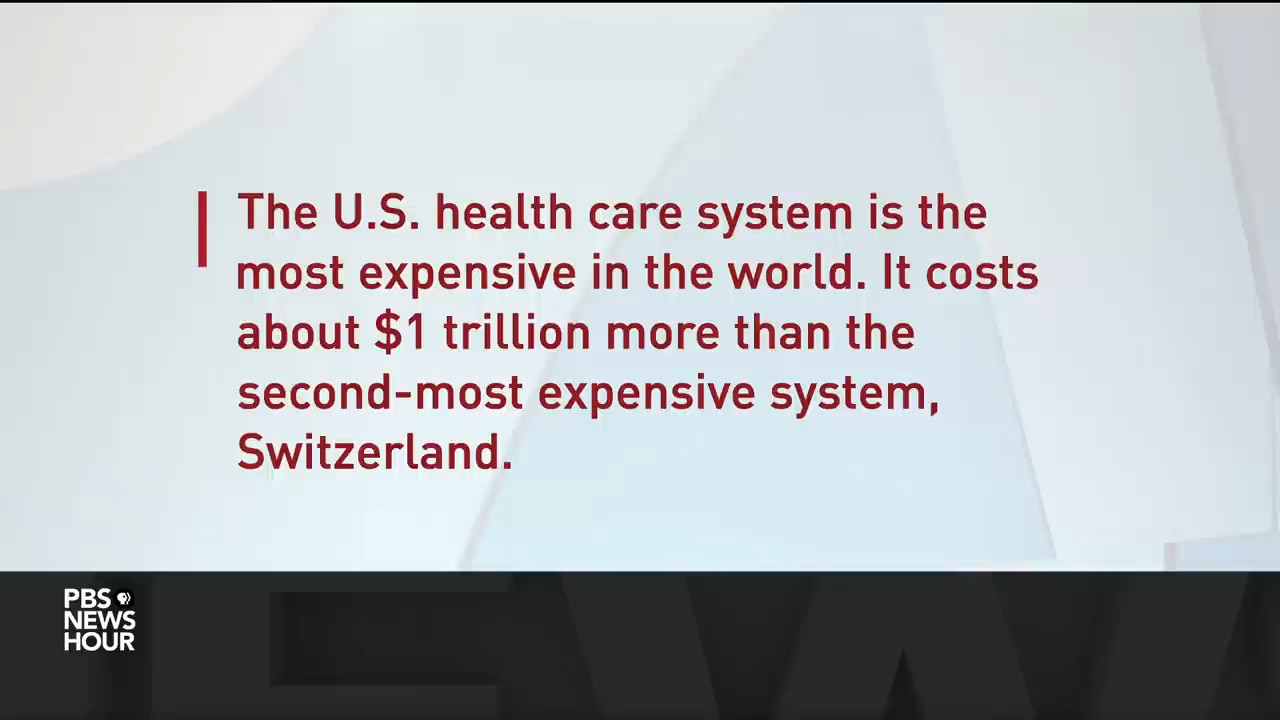 The U.S. health care system is the
most expensive in the world. It costs
about $1 trillion more than the
second-most expensive system,
Switzerland.
PBS
NEWS
HOUR